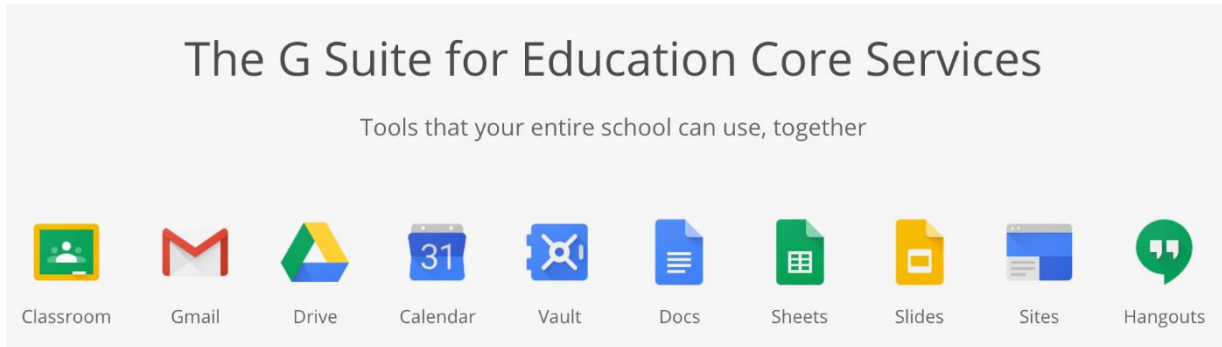 The G Suite for Education Core Services
Tools that your entire school can use, together
31
Classroom Gmail Drive Calendar Vault Docs Sheets Slides Sites Hangouts